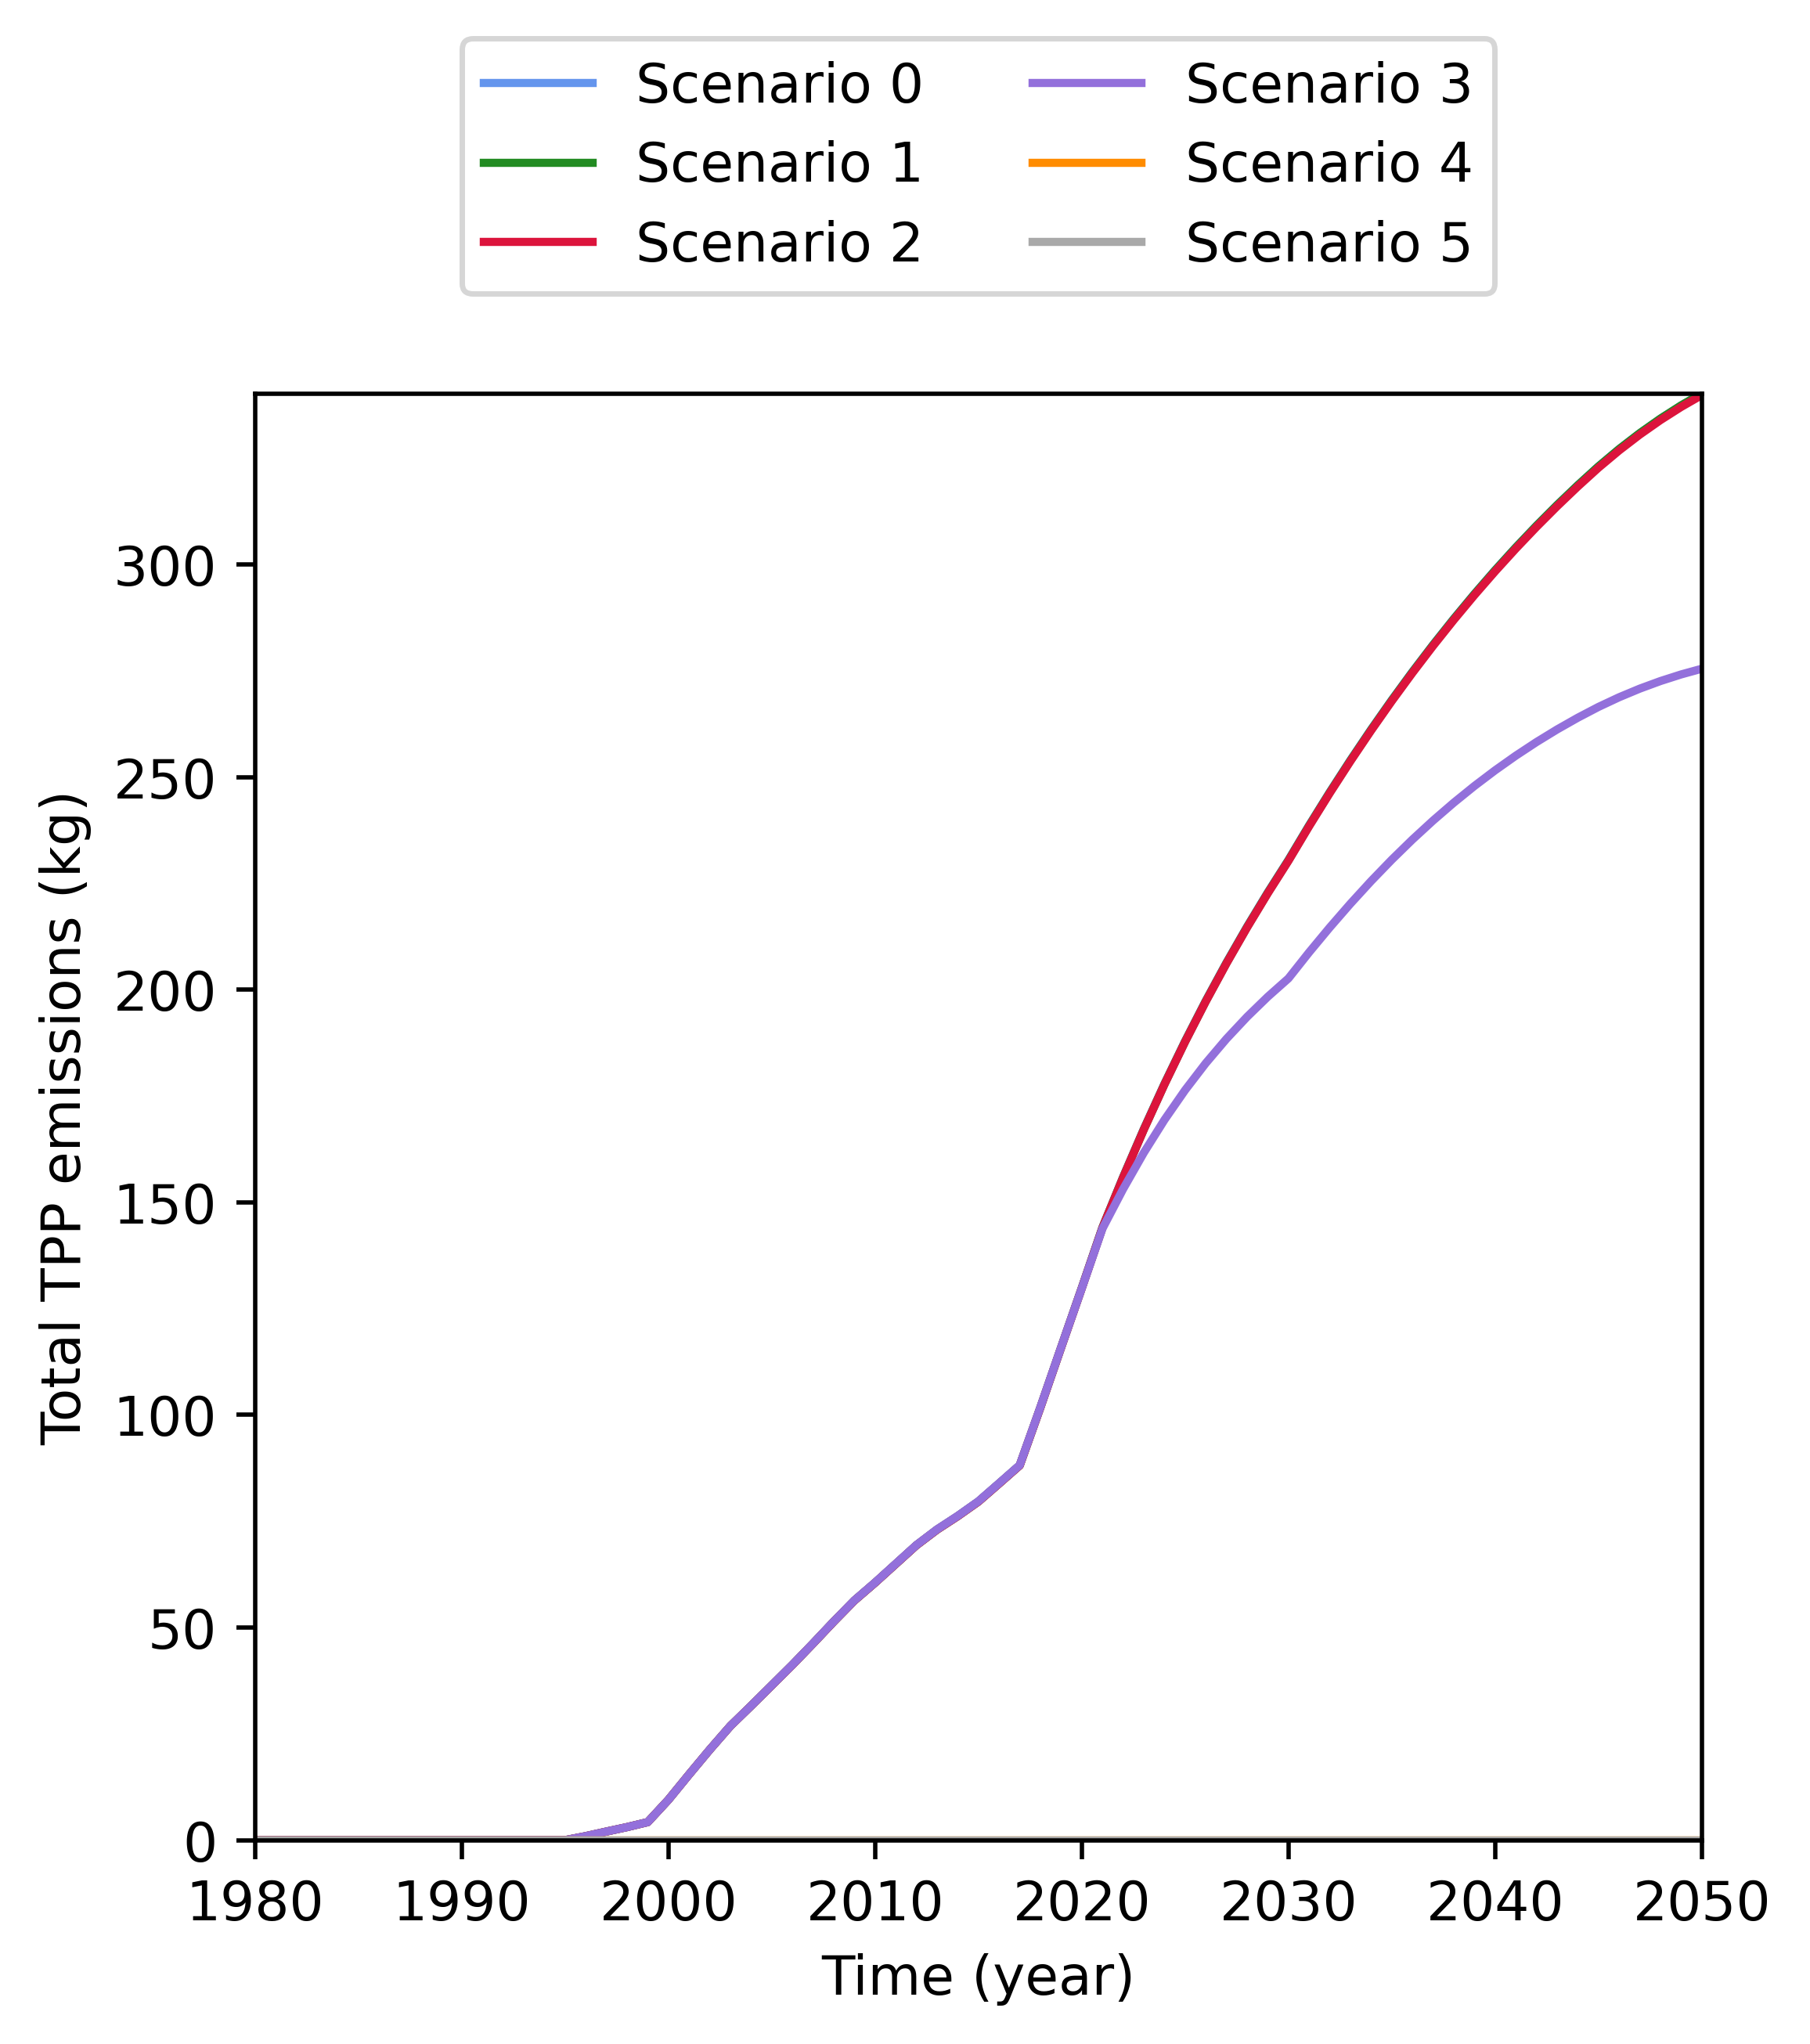 Scenario 0
Scenario 1
Scenario 2
Scenario 3
Scenario 4
Scenario 5
Total TPP emissions (kg)
300
250
200
150
100
50
0
1980 1990 2000 2010 2020 2030 2040 2050
Time (year)